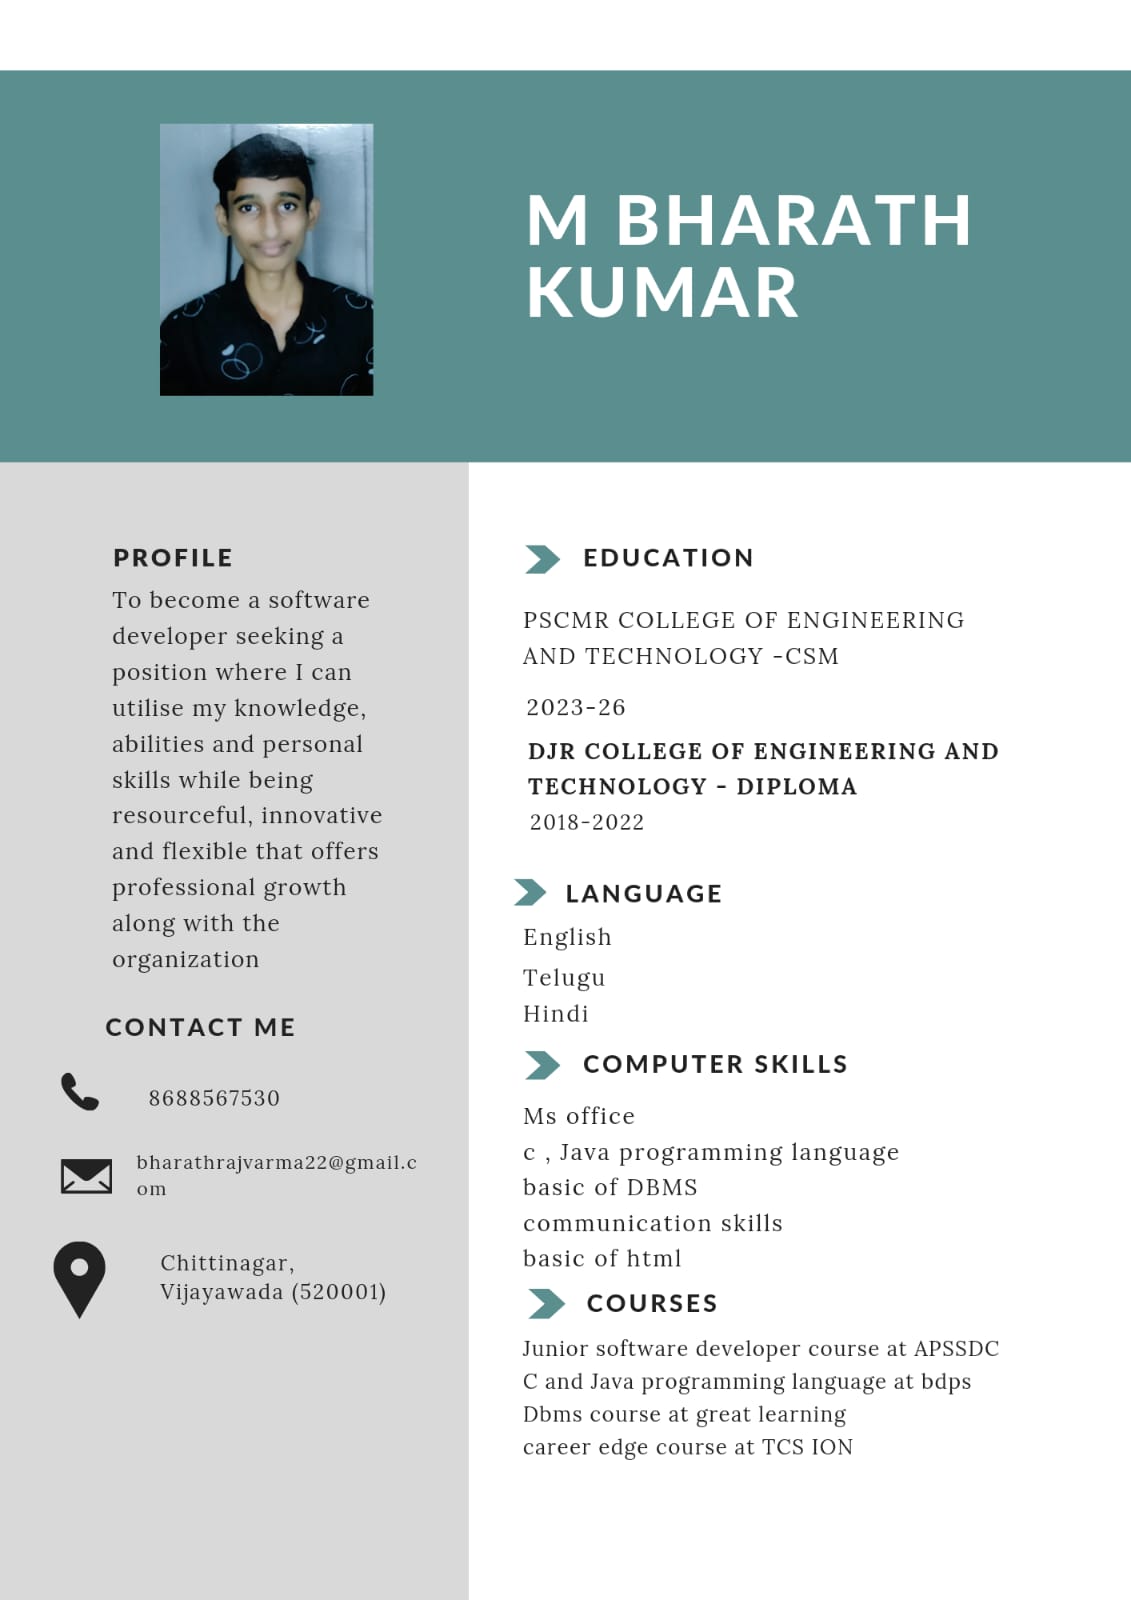 M BHARATH
KUMAR
PROFILE
To become a software
developer seeking a
position where I can
utilise my knowledge,
abilities and personal
skills while being
resourceful, innovative
and flexible that offers
professional growth
along with the
organization
CONTACT ME
8688567530
bharathrajvarma22@gmail.c
om
Chittinagar,
Vijayawada (520001)
EDUCATION
PSCMR COLLEGE OF ENGINEERING
AND TECHNOLOGY -CSM
2023-26
DJR COLLEGE OF ENGINEERING AND
TECHNOLOGY - DIPLOMA
2018-2022
LANGUAGE
English
Telugu
Hindi
COMPUTER SKILLS
Ms office
c , Java programming language
basic of DBMS
communication skills
basic of html
COURSES
Junior software developer course at APSSDC
C and Java programming language at bdps
Dbms course at great learning
career edge course at TCS ION